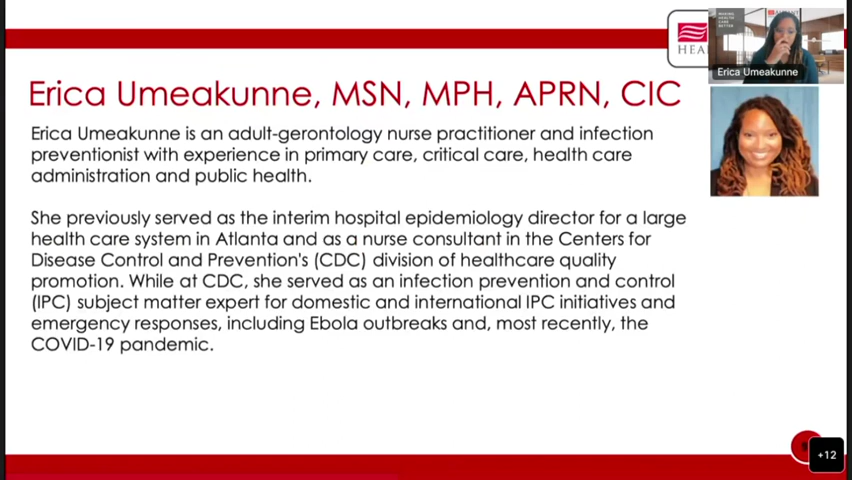 HEA
MAKING
HEALTH
CARE
BETTER
Erica Umeakunne
Erica Umeakunne, MSN, MPH, APRN, CIC
Erica Umeakunne is an adult-gerontology nurse practitioner and infection
preventionist with experience in primary care, critical care, health care
administration and public health.
She previously served as the interim hospital epidemiology director for a large
health care system in Atlanta and as a nurse consultant in the Centers for
Disease Control and Prevention's (CDC) division of healthcare quality
promotion. While at CDC, she served as an infection prevention and control
(IPC) subject matter expert for domestic and international IPC initiatives and
emergency responses, including Ebola outbreaks and, most recently, the
COVID-19 pandemic.
+12